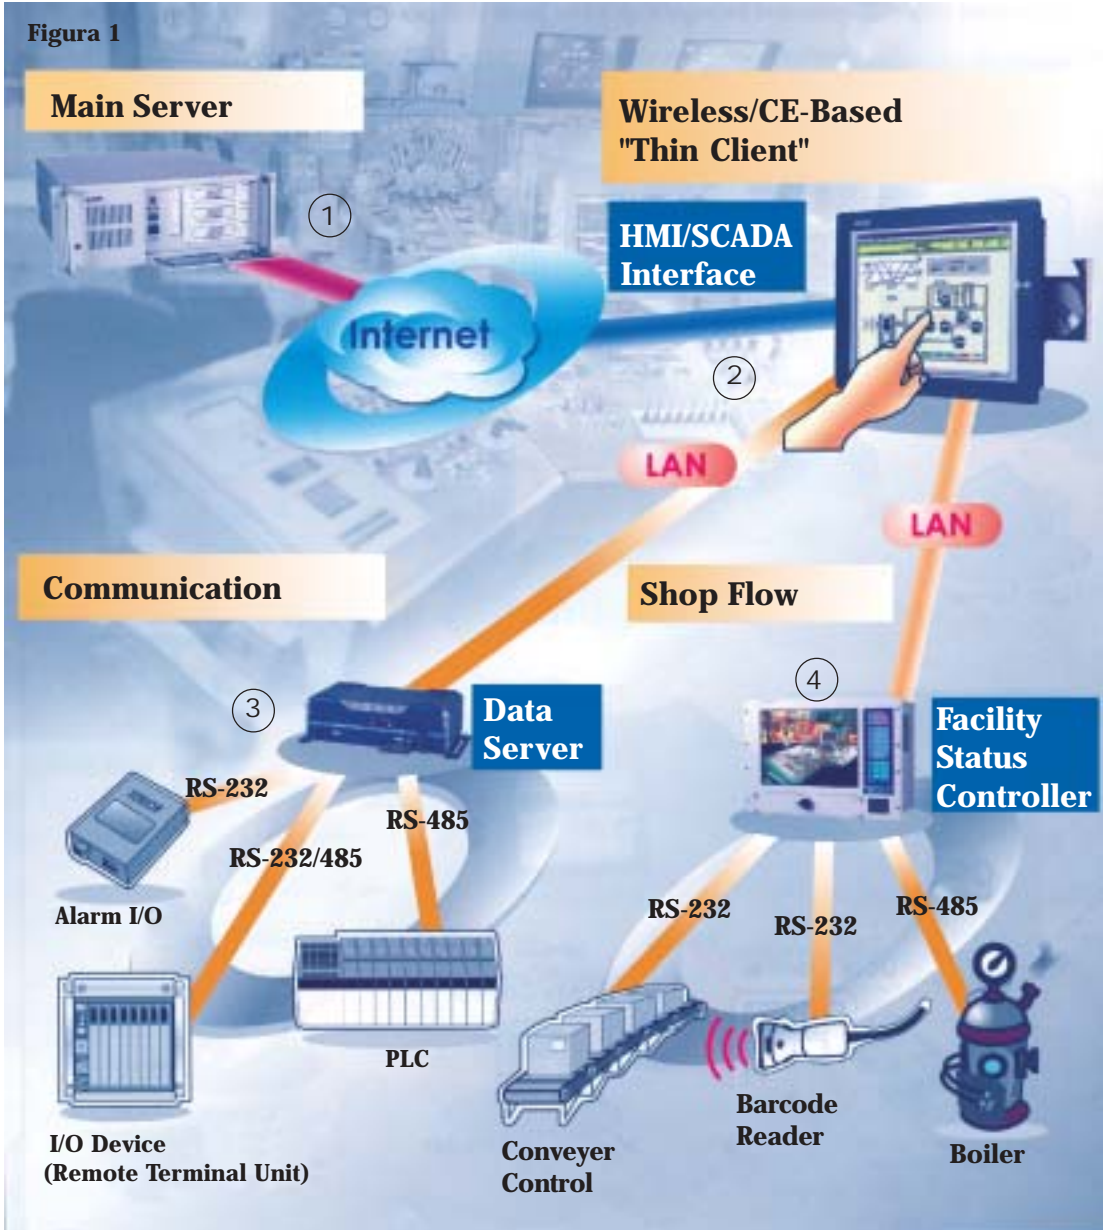 Figura 1
Main Server
Wireless/CE-Based
"Thin Client"
1
HMI/SCADA
Interface
Internet
2
LAN
LAN
Communication
Shop Flow
3
Data
Server
4
Facility
Status
Controller
RS-232
RS-485
RS-232/485
Alarm I/O
RS-232
RS-232
RS-485
PLC
I/O Device
(Remote Terminal Unit)
Conveyer
Control
Barcode
Reader
Boiler